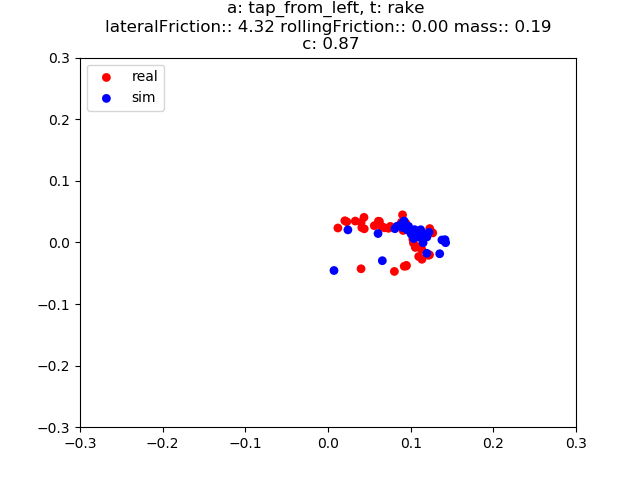 a: tap_from_left, t: rake
lateralFriction:: 4.32 rollingFriction:: 0.00 mass:: 0.19
c: 0.87
real
sim
0.3
0.2
0.1
0.0
−0.1
−0.2
−0.3
−0.3
−0.2
−0.1
0.0
0.1
0.2
0.3